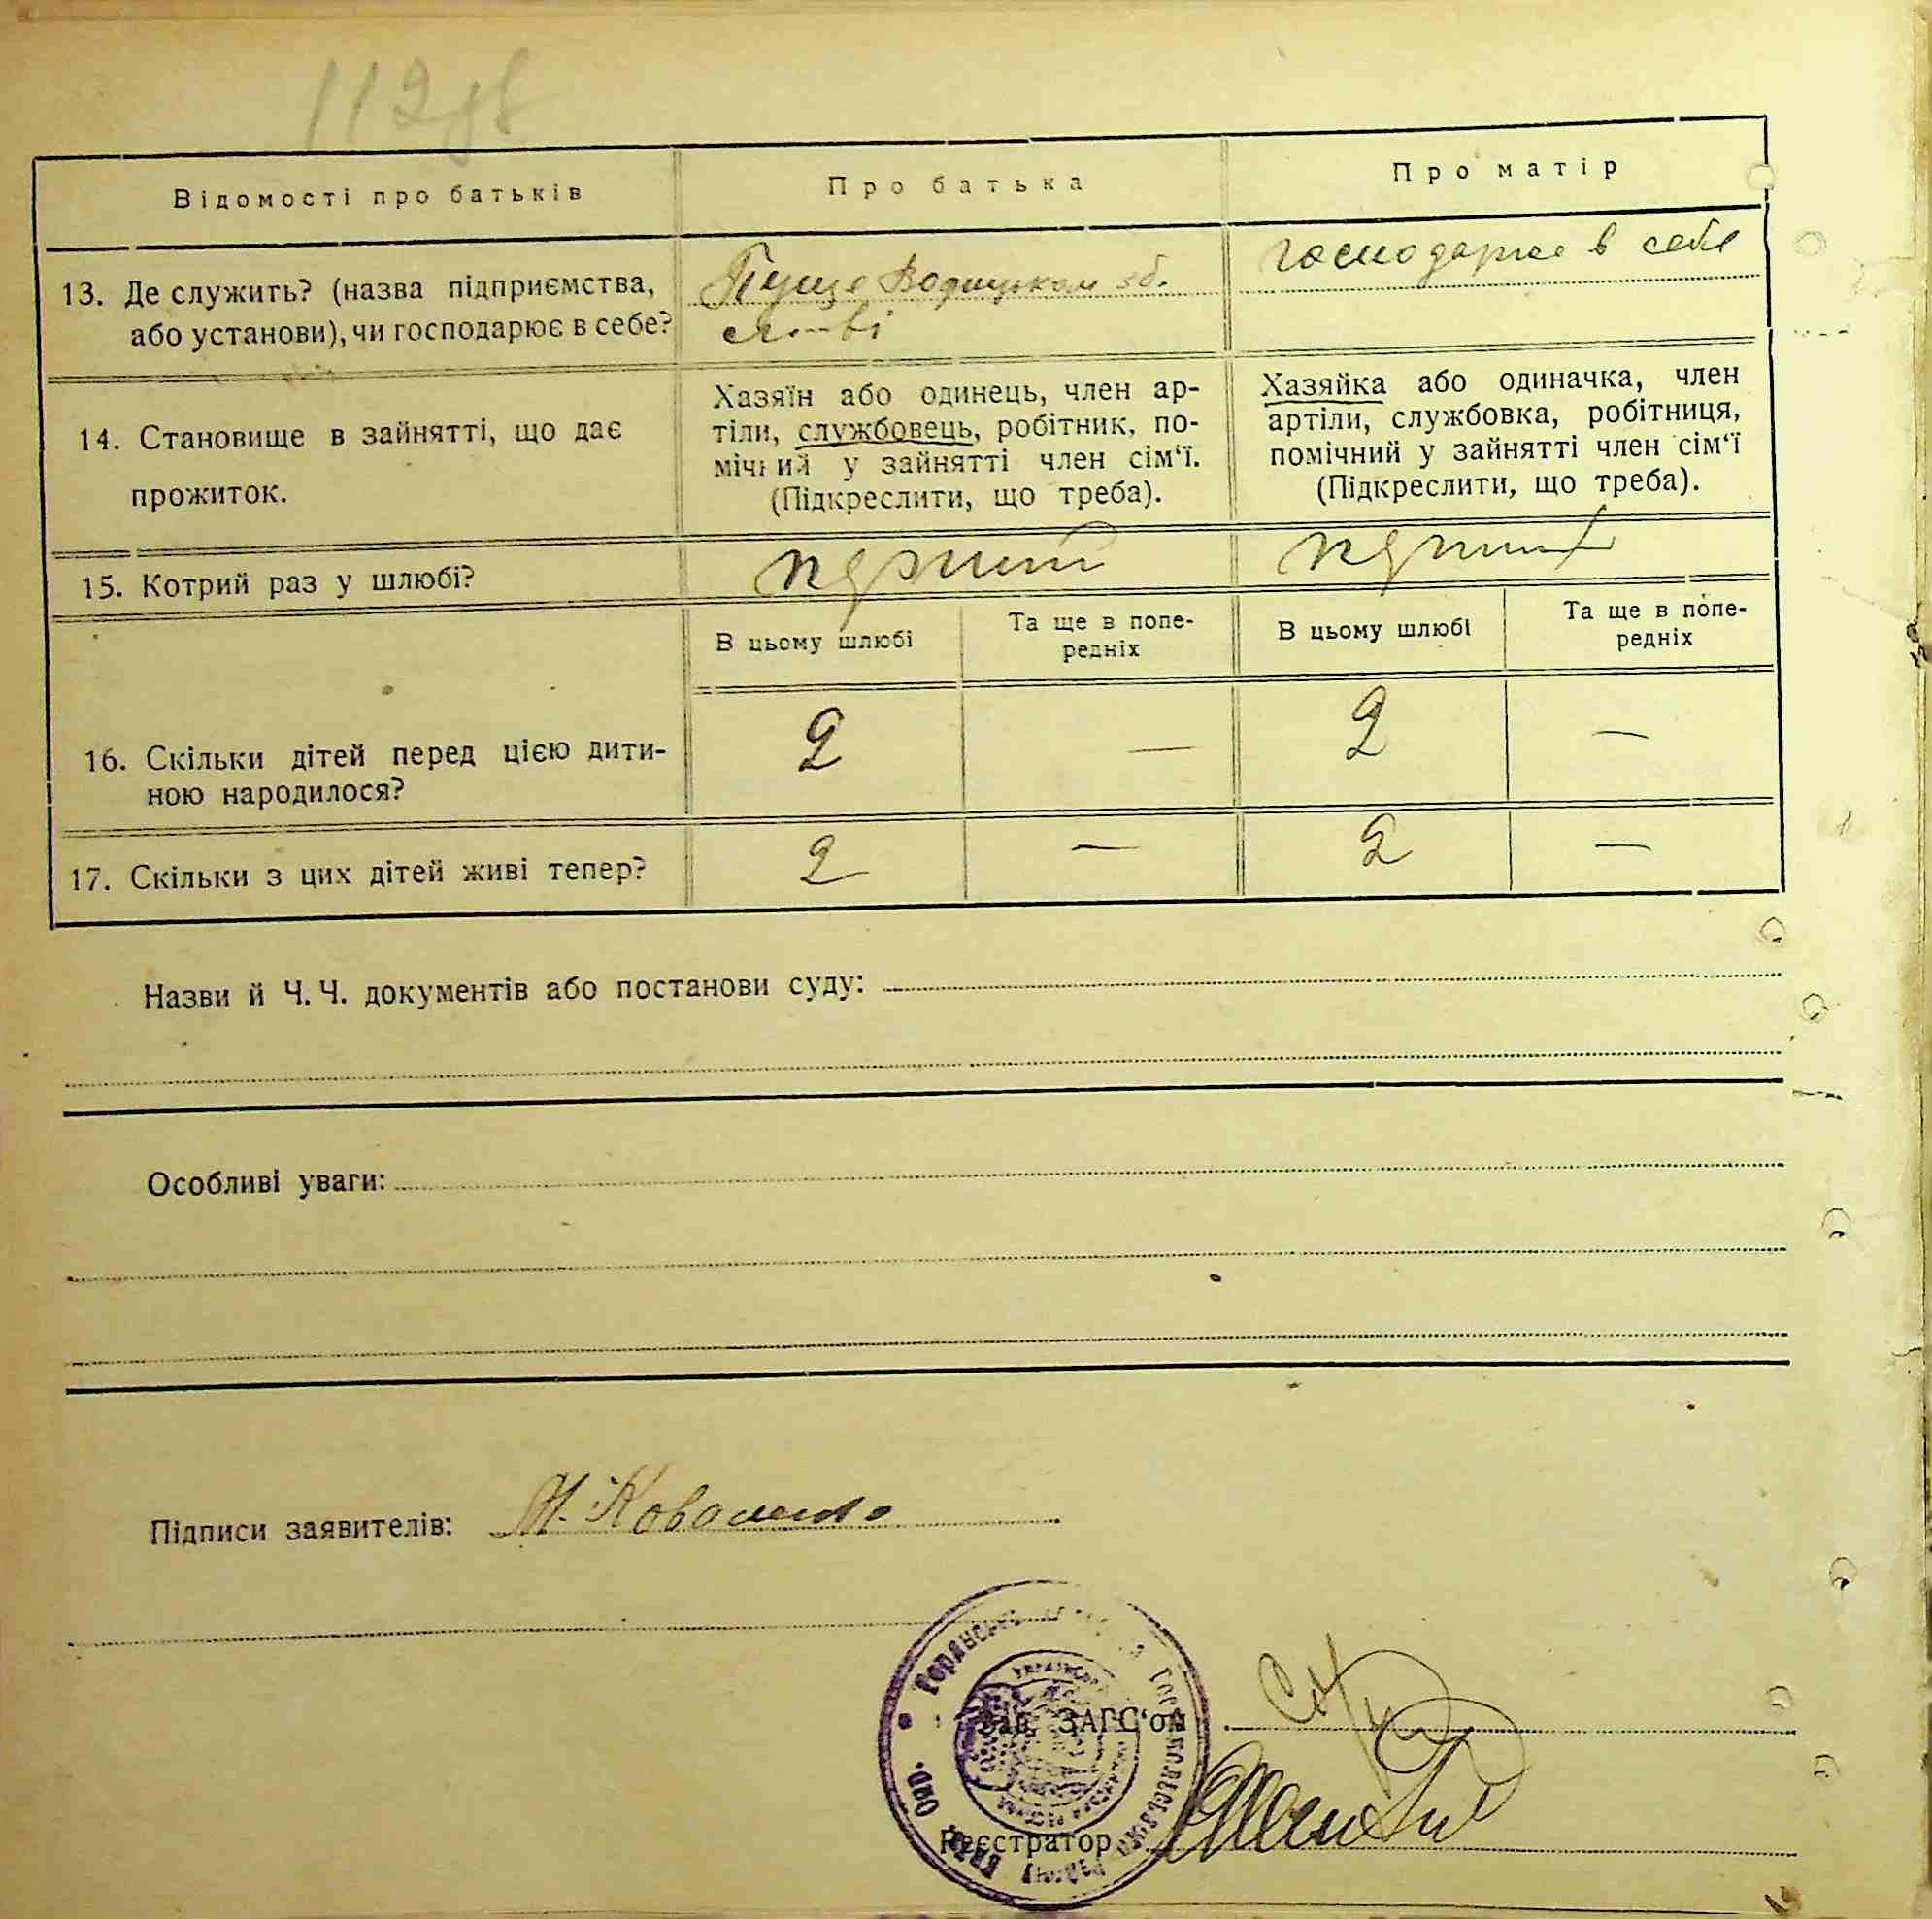 112
Відомості про батьків
Про батька
Про матір
13. Де служить? (назва підприємства,
або установи), чи господарює в себе?
Пуще Водицьком
господарює в себе
14. Становище в зайнятті, що дає
прожиток.
Хазяїн або одинець, член ар-
тіли, службовець, робітник, по-
мічний у зайнятті член сім‘ї.
(Підкреслити, що треба).
Хазяйка або одиначка, член
артіли, службовка, робітниця,
помічний у зайнятті член сім‘ї
(Підкреслити, що треба).
15. Котрий раз у шлюбі?
перший
перший
В цьому шлюбі
Та ще в попе-
редніх
В цьому шлюбі
Та ще в попе-
редніх
16. Скільки дітей перед цією дити-
ною народилося?
2 — 2 —
17. Скільки з цих дітей живі тепер?
2 — 2 —
Назви й Ч. Ч. документів або постанови суду:
Особливі уваги:
Підписи заявителів: Коваленко
Зав. ЗАГС‘ом
Реєстратор